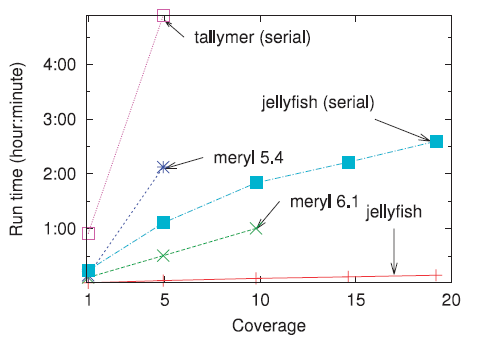 tallymer (serial)
4:00
jellyfish (serial)
3:00
meryl 5.4
2:00
meryl 6.1
jellyfish
1:00
Run time (hour:minute)
1
5
10
15
20
Coverage